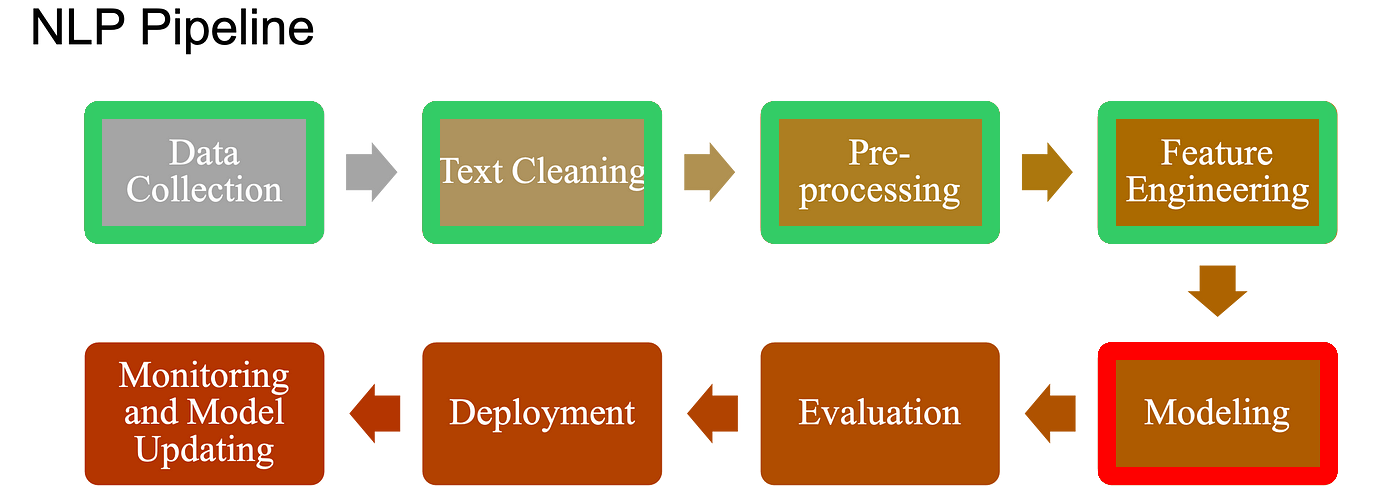 NLP Pipeline
Data
Collection
Text Cleaning
Pre-
processing
Feature
Engineering
Monitoring
and Model
Updating
Deployment
Evaluation
Modeling